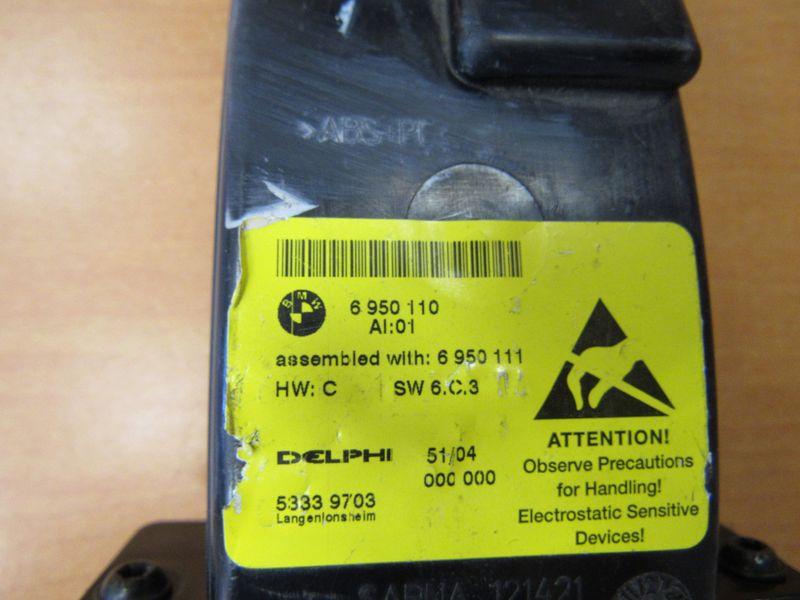 >ABS+P
BMW
6 950 110
AI:01
assembled with: 6 950 111
HW: C SW 6.C.3
DELPHI 51/04
000 000
5333 9703
Langenlonsheim
ATTENTION!
Observe Precautions
for Handling!
Electrostatic Sensitive
Devices!
121421